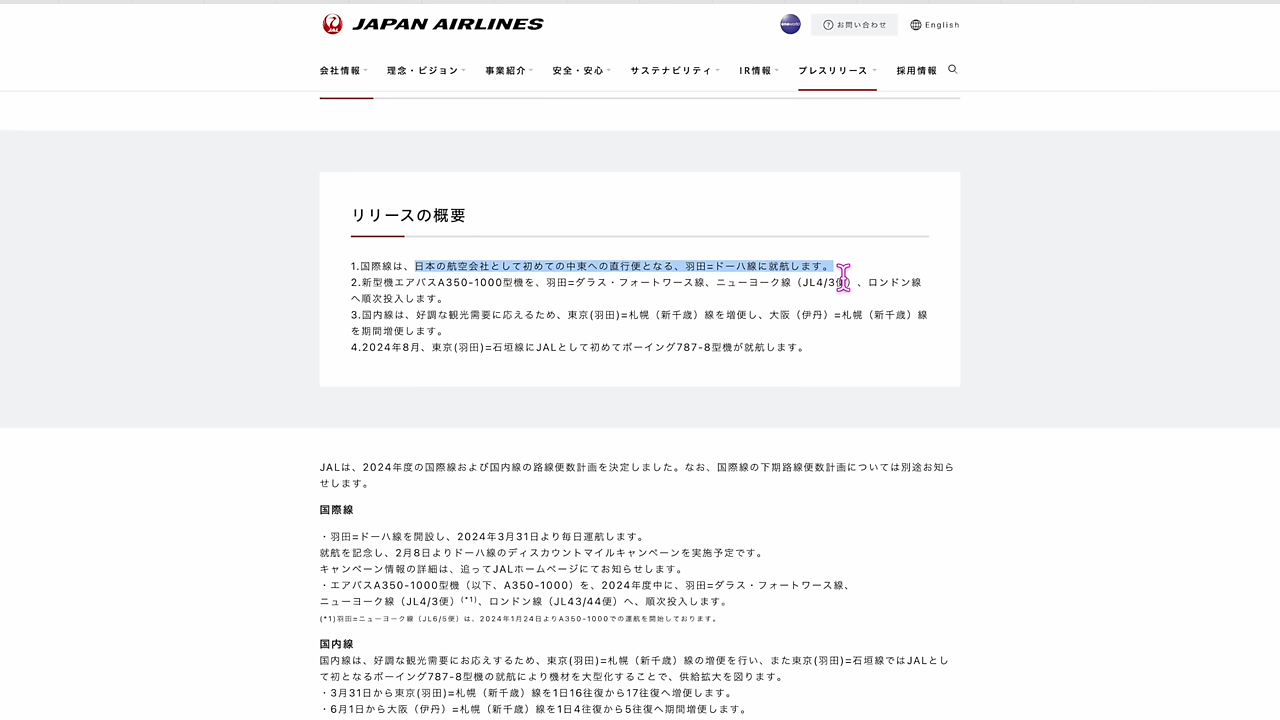 JAL JAPAN AIRLINES
oneworld
お問い合わせ
English
会社情報 理念・ビジョン 事業紹介 安全・安心 サステナビリティ IR情報 プレスリリース 採用情報
リリースの概要
1.国際線は、日本の航空会社として初めての中東への直行便となる、羽田=ドーハ線に就航します。
2.新型機エアバスA350-1000型機を、羽田=ダラス・フォートワース線、ニューヨーク線（JL4/3便）、ロンドン線
へ順次投入します。
3.国内線は、好調な観光需要に応えるため、東京(羽田)=札幌（新千歳）線を増便し、大阪（伊丹）=札幌（新千歳）線
を期間増便します。
4.2024年8月、東京(羽田)=石垣線にJALとして初めてボーイング787-8型機が就航します。
JALは、2024年度の国際線および国内線の路線便数計画を決定しました。なお、国際線の下期路線便数計画については別途お知ら
せします。
国際線
・羽田=ドーハ線を開設し、2024年3月31日より毎日運航します。
就航を記念し、2月8日よりドーハ線のディスカウントマイルキャンペーンを実施予定です。
キャンペーン情報の詳細は、追ってJALホームページにてお知らせします。
・エアバスA350-1000型機（以下、A350-1000）を、2024年度中に、羽田=ダラス・フォートワース線、
ニューヨーク線（JL4/3便）(*1)、ロンドン線（JL43/44便）へ、順次投入します。
(*1)羽田=ニューヨーク線（JL6/5便）は、2024年1月24日よりA350-1000での運航を開始しております。
国内線
国内線は、好調な観光需要にお応えするため、東京(羽田)=札幌（新千歳）線の増便を行い、また東京(羽田)=石垣線ではJALとし
て初となるボーイング787-8型機の就航により機材を大型化することで、供給拡大を図ります。
・3月31日から東京(羽田)=札幌（新千歳）線を1日16往復から17往復へ増便します。
・6月1日から大阪（伊丹）=札幌（新千歳）線を1日4往復から5往復へ期間増便します。